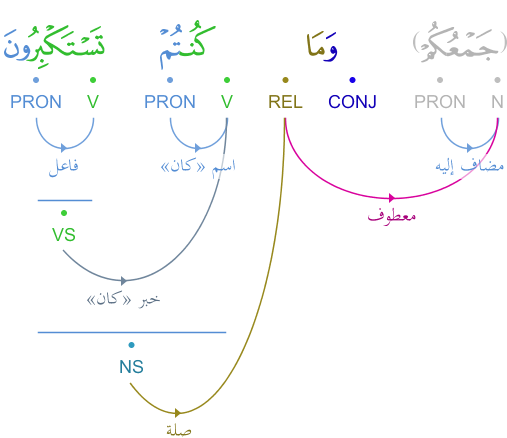 (جَمْعُكُمْ) وَمَا كُنتُمْ تَسْتَكْبِرُونَ
N PRON CONJ REL V PRON V PRON
مضاف إليه اسم «كان» فاعل
معطوف
VS
خبر «كان»
NS
صلة